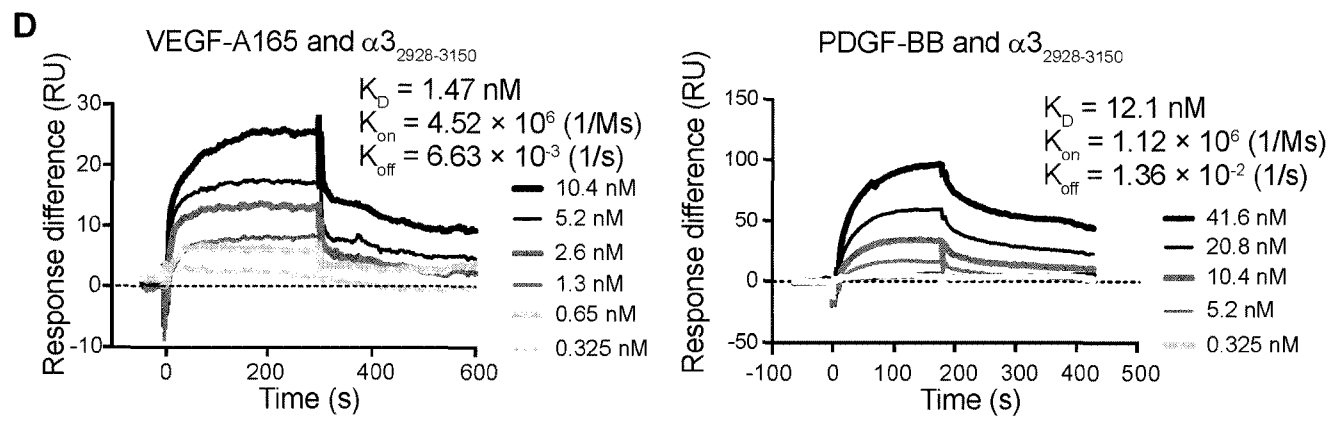 D
VEGF-A165 and α3₂₉₂₈₋₃₁₅₀
Response difference (RU)
30
20
10
0
-10
0
200
400
600
Time (s)
K_D = 1.47 nM
K_on = 4.52 × 10⁶ (1/Ms)
K_off = 6.63 × 10⁻³ (1/s)
10.4 nM
5.2 nM
2.6 nM
1.3 nM
0.65 nM
0.325 nM
PDGF-BB and α3₂₉₂₈₋₃₁₅₀
Response difference (RU)
150
100
50
0
-50
-100
0
100
200
300
400
500
Time (s)
K_D = 12.1 nM
K_on = 1.12 × 10⁶ (1/Ms)
K_off = 1.36 × 10⁻² (1/s)
41.6 nM
20.8 nM
10.4 nM
5.2 nM
0.325 nM